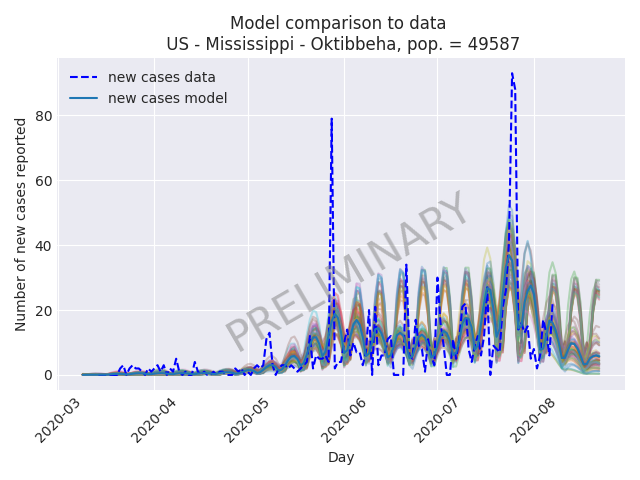 Model comparison to data
US - Mississippi - Oktibbeha, pop. = 49587
new cases data
new cases model
PRELIMINARY
Number of new cases reported
80
60
40
20
0
2020-03
2020-04
2020-05
2020-06
2020-07
2020-08
Day